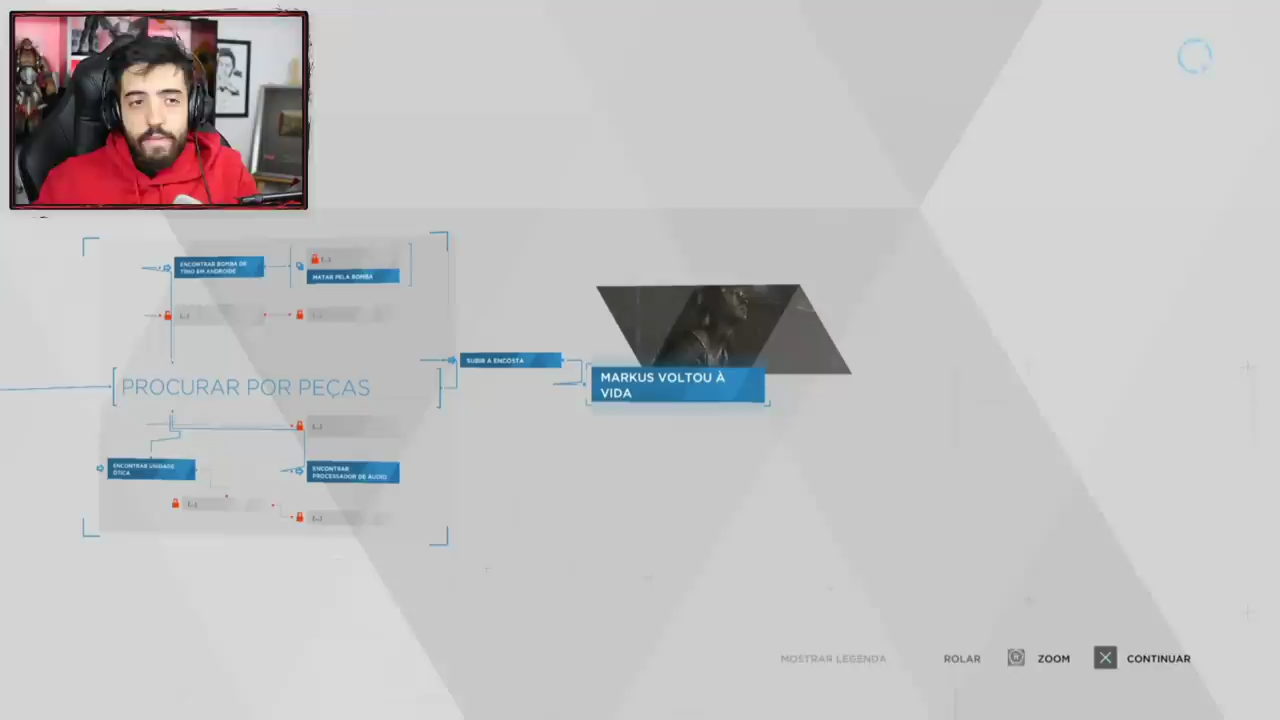 ENCONTRAR BOMBA DE
TÍRIO EM ANDROIDE
[...]
MATAR PELA BOMBA
[...]
[...]
SUBIR A ENCOSTA
MARKUS VOLTOU À
VIDA
PROCURAR POR PEÇAS
[...]
ENCONTRAR UNIDADE
ÓTICA
ENCONTRAR
PROCESSADOR DE ÁUDIO
[...]
[...]
MOSTRAR LEGENDA
ROLAR
ZOOM
CONTINUAR